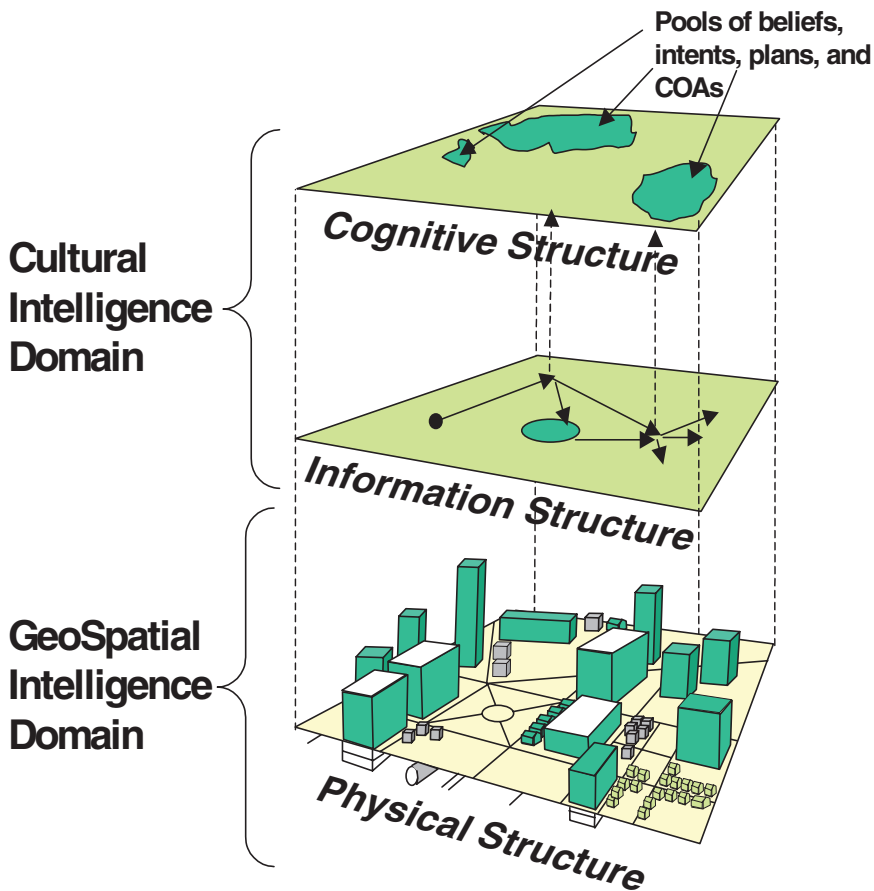 Pools of beliefs,
intents, plans, and
COAs
Cognitive Structure
Cultural
Intelligence
Domain
Information Structure
GeoSpatial
Intelligence
Domain
Physical Structure